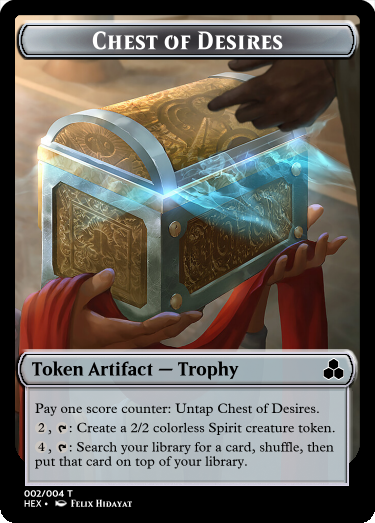 Chest of Desires
Token Artifact — Trophy
Pay one score counter: Untap Chest of Desires.
2, : Create a 2/2 colorless Spirit creature token.
4, : Search your library for a card, shuffle, then
put that card on top of your library.
002/004 T
HEX • Felix Hidayat